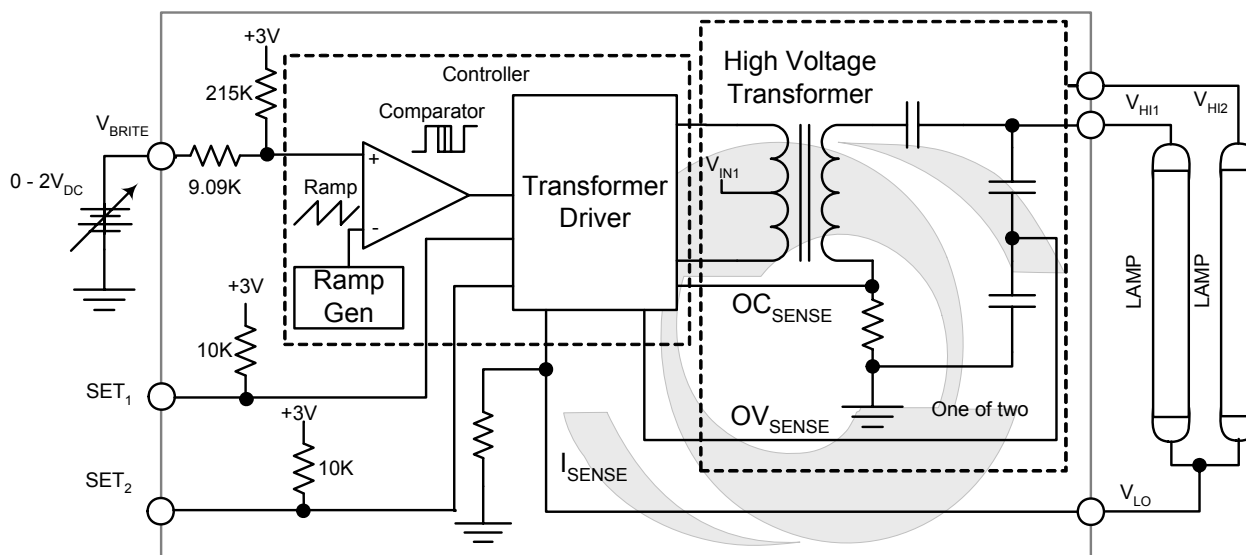 +3V
215K
V_BRITE
9.09K
0 - 2V_DC
Controller
Comparator
+
Ramp
-
Ramp
Gen
Transformer
Driver
High Voltage
Transformer
V_IN1
V_HI1
V_HI2
LAMP
LAMP
OC_SENSE
+3V
10K
SET_1
+3V
10K
SET_2
OV_SENSE
One of two
I_SENSE
V_LO